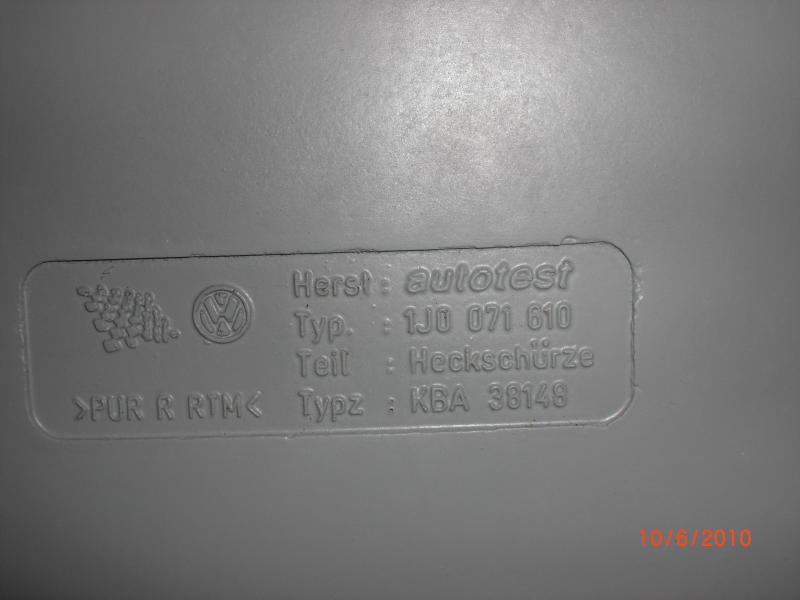 Herst : autotest
Typ. : 1J0 071 610
Teil : Heckschürze
Typz : KBA 38148
>PUR R RTM<
10/6/2010